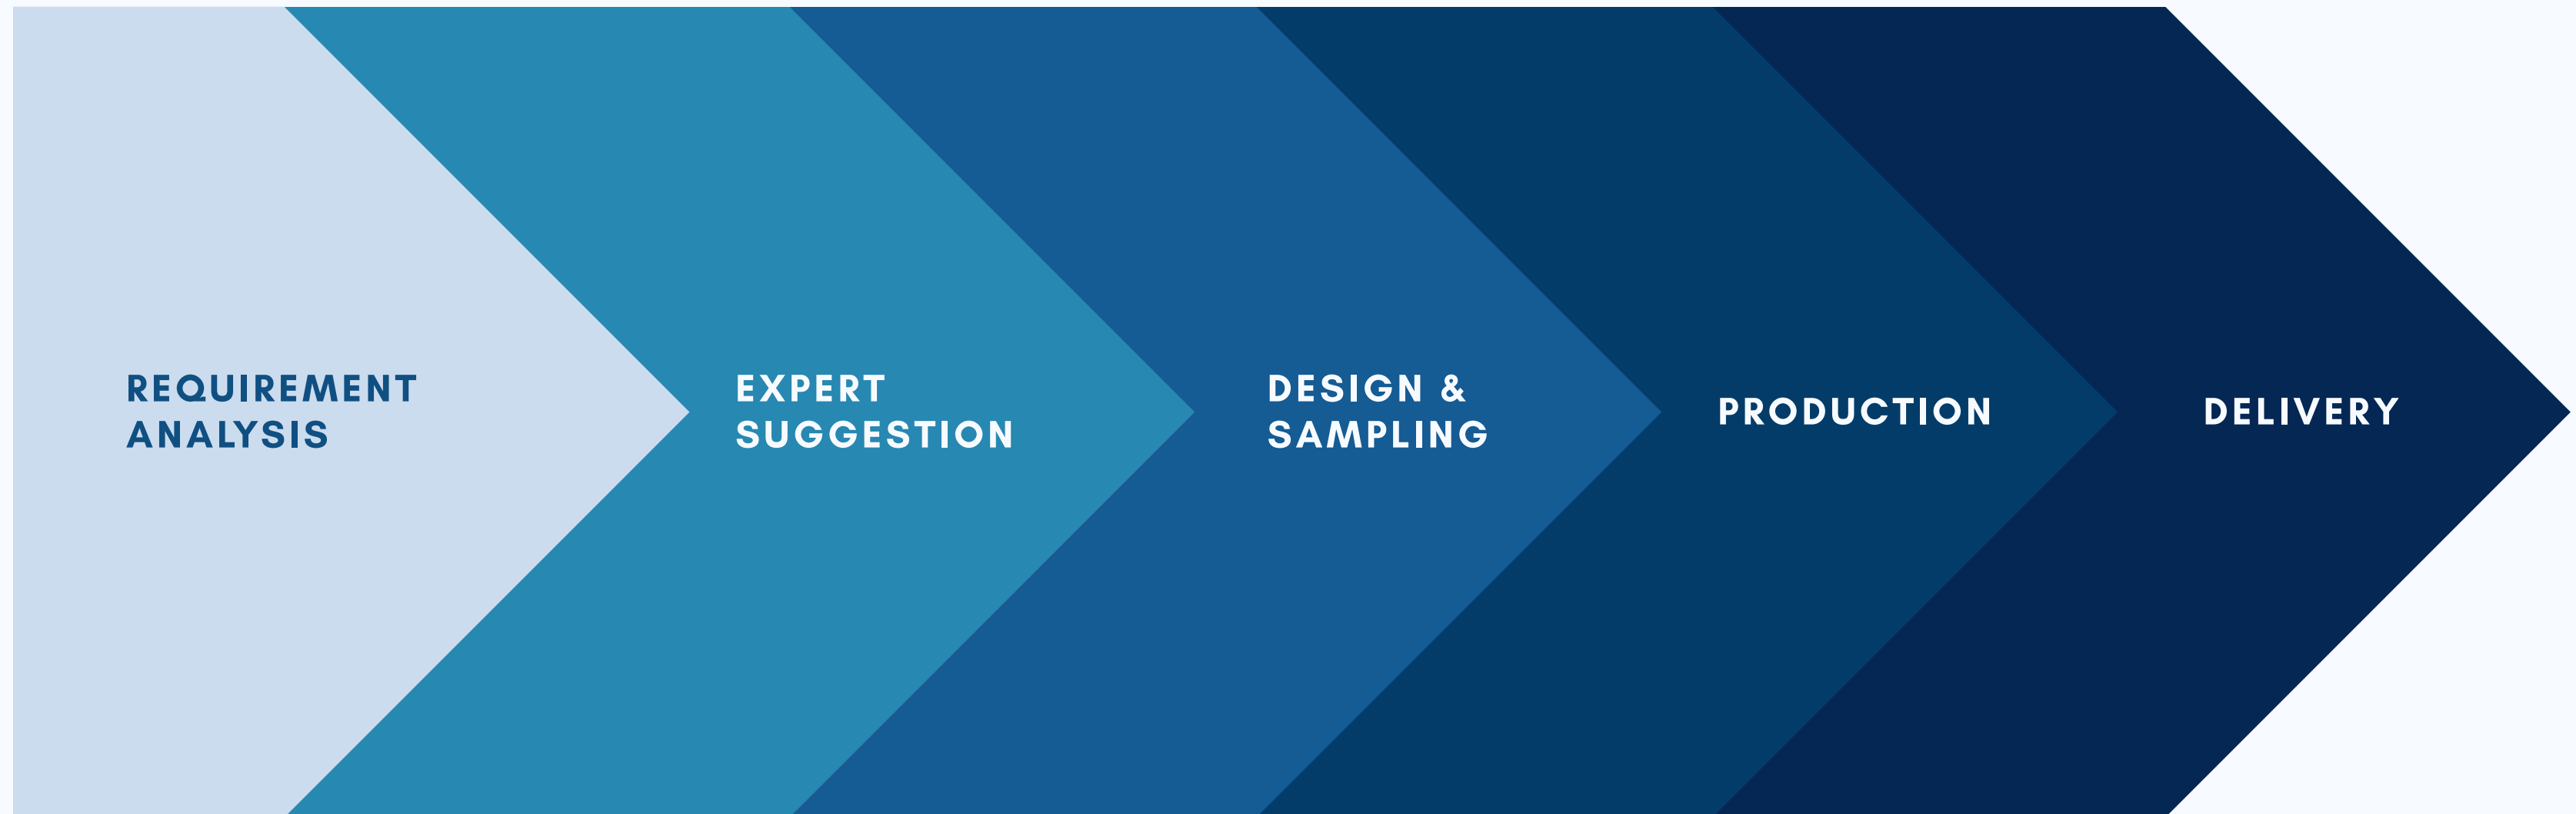 REQUIREMENT
ANALYSIS
EXPERT
SUGGESTION
DESIGN &
SAMPLING
PRODUCTION
DELIVERY